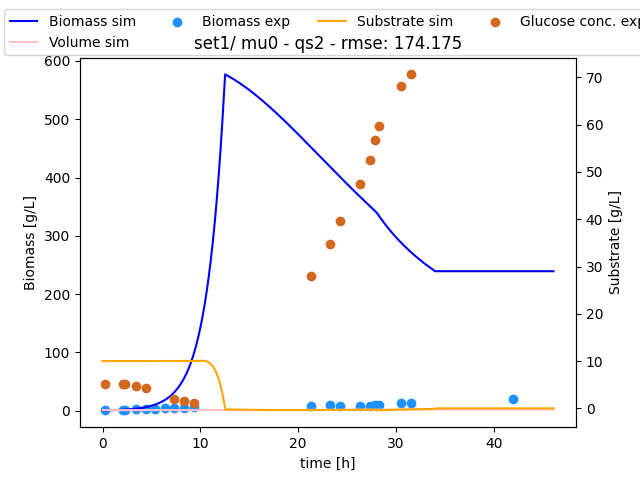 Biomass sim Biomass exp Substrate sim Glucose conc. exp
Volume sim
set1/ mu0 - qs2 - rmse: 174.175
600
500
400
300
200
100
0
Biomass [g/L]
70
60
50
40
30
20
10
0
Substrate [g/L]
0 10 20 30 40
time [h]